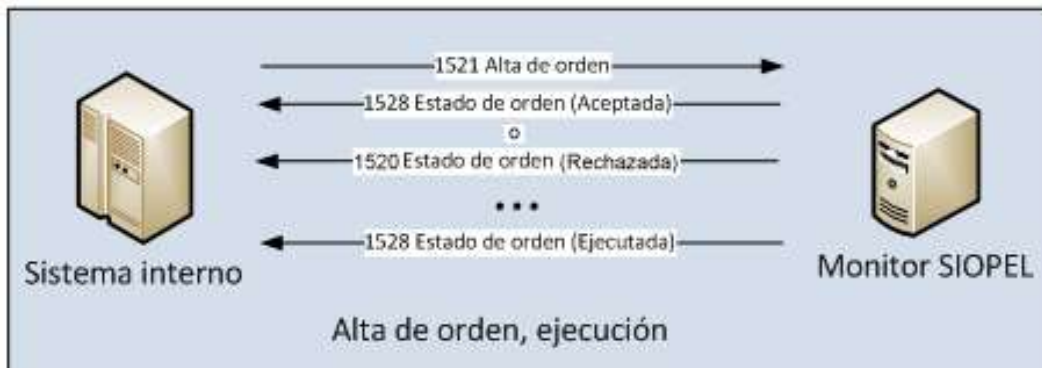 1521 Alta de orden
1528 Estado de orden (Aceptada)
o
1520 Estado de orden (Rechazada)
...
1528 Estado de orden (Ejecutada)
Sistema interno
Monitor SIOPEL
Alta de orden, ejecución